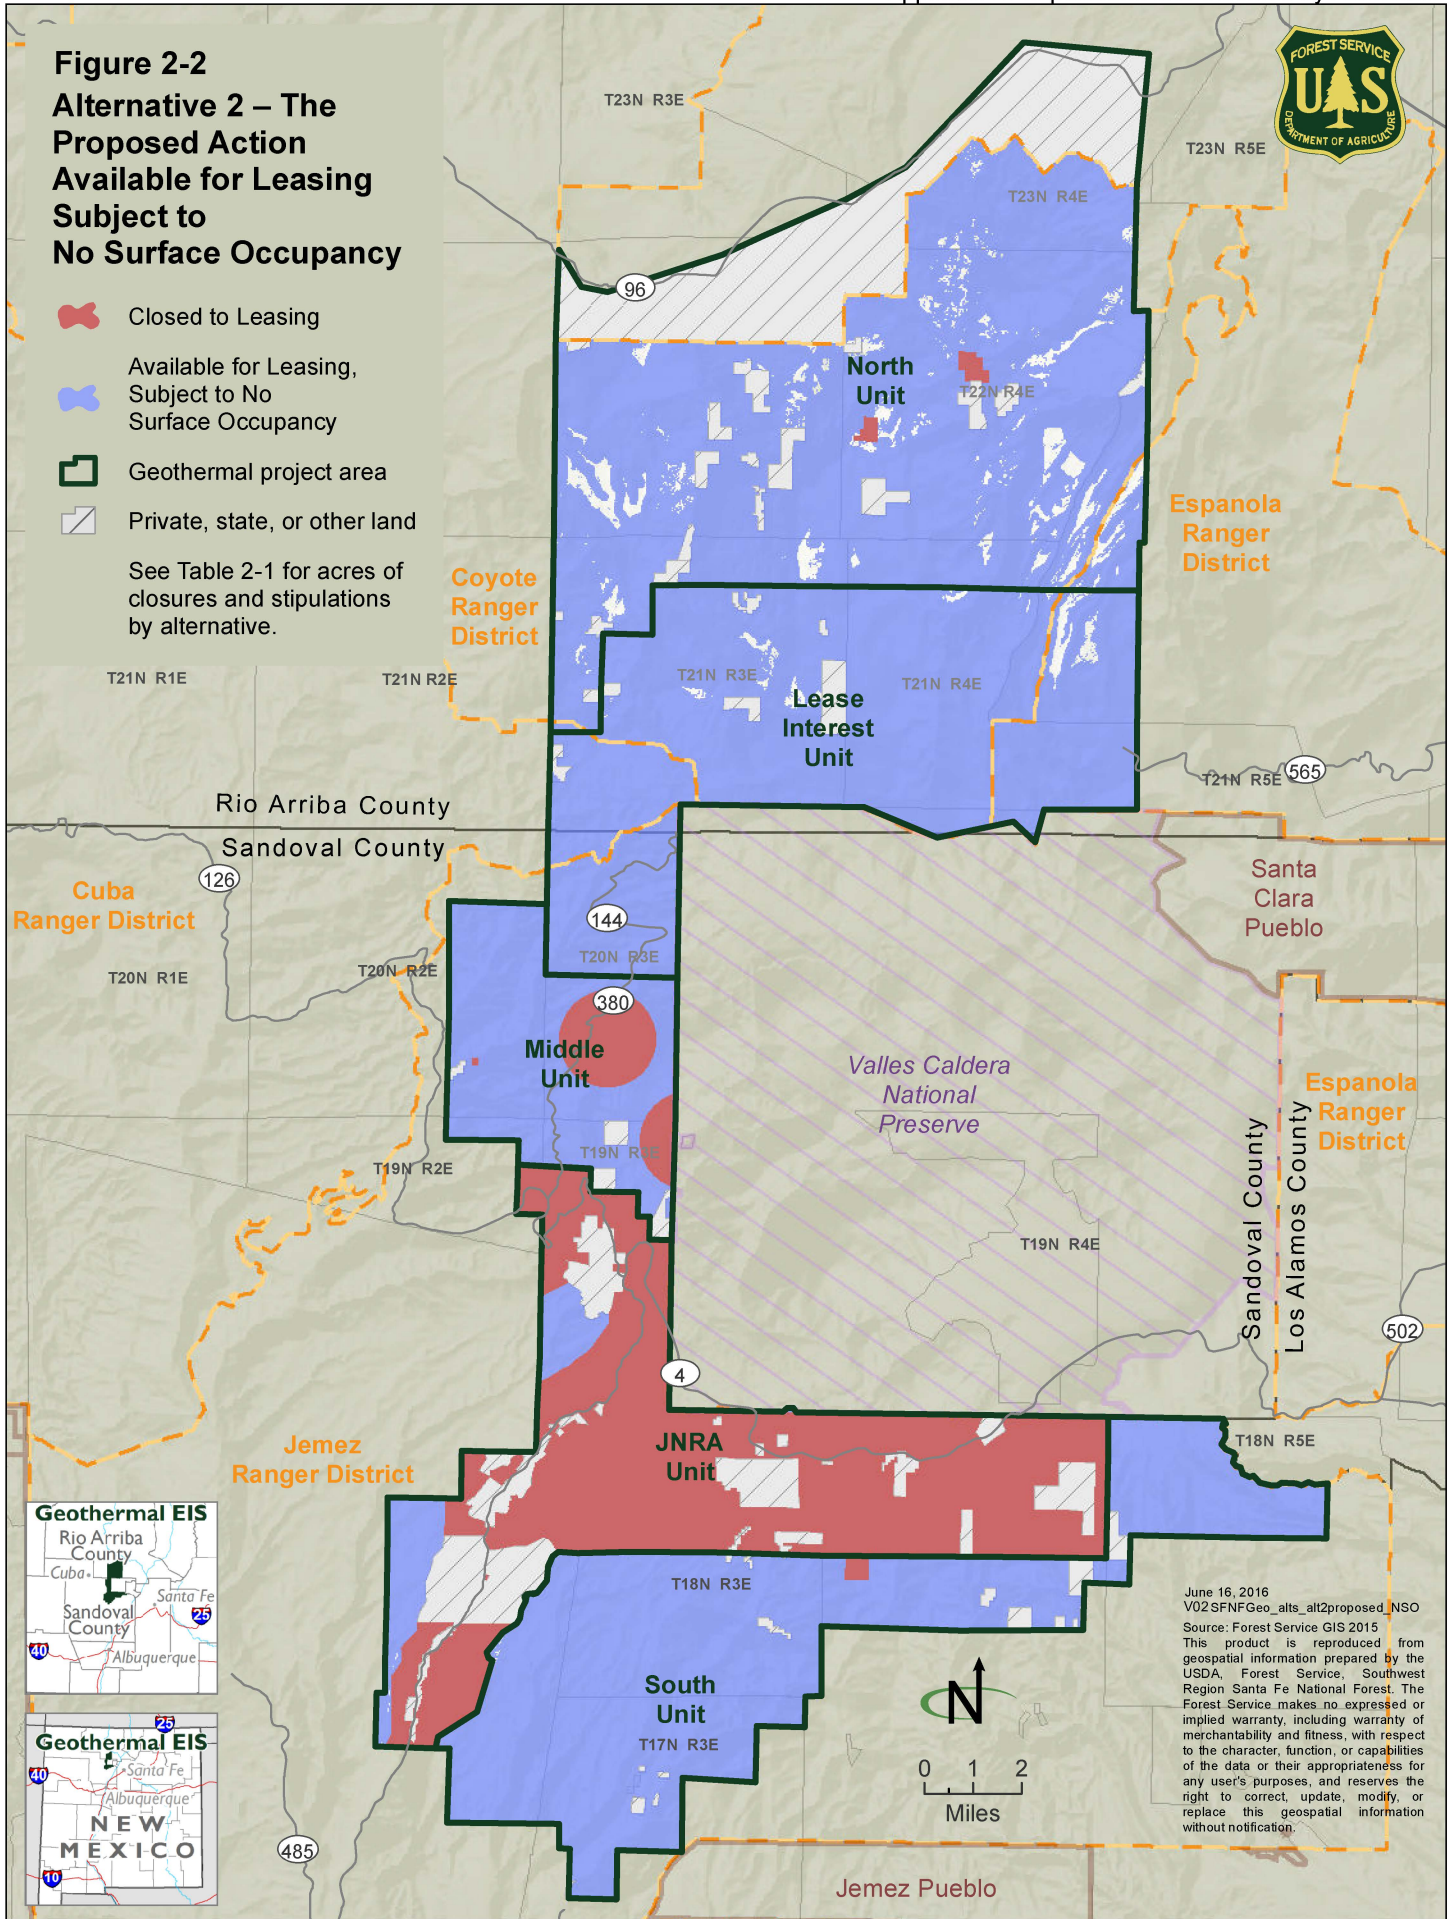 Figure 2-2
Alternative 2 – The
Proposed Action
Available for Leasing
Subject to
No Surface Occupancy
Closed to Leasing
Available for Leasing,
Subject to No
Surface Occupancy
Geothermal project area
Private, state, or other land
See Table 2-1 for acres of
closures and stipulations
by alternative.
FOREST SERVICE
U S
DEPARTMENT OF AGRICULTURE
T23N R3E
T23N R5E
T23N R4E
96
North
Unit
T22N R4E
Espanola
Ranger
District
Coyote
Ranger
District
T21N R1E
T21N R2E
T21N R3E
T21N R4E
Lease
Interest
Unit
T21N R5E
565
Rio Arriba County
Sandoval County
126
Cuba
Ranger District
Santa
Clara
Pueblo
144
T20N R1E
T20N R2E
T20N R3E
380
Middle
Unit
Valles Caldera
National
Preserve
Espanola
Ranger
District
Sandoval County
Los Alamos County
T19N R2E
T19N R3E
T19N R4E
502
4
JNRA
Unit
T18N R5E
Jemez
Ranger District
T18N R3E
South
Unit
T17N R3E
Geothermal EIS
Rio Arriba
County
Cuba
Santa Fe
Sandoval
County
25
40
Albuquerque
25
Geothermal EIS
40
Santa Fe
Albuquerque
NEW
MEXICO
10
485
N
0 1 2
Miles
Jemez Pueblo
June 16, 2016
V02 SFNFGeo_alts_alt2proposed_NSO
Source: Forest Service GIS 2015
This product is reproduced from
geospatial information prepared by the
USDA, Forest Service, Southwest
Region Santa Fe National Forest. The
Forest Service makes no expressed or
implied warranty, including warranty of
merchantability and fitness, with respect
to the character, function, or capabilities
of the data or their appropriateness for
any user's purposes, and reserves the
right to correct, update, modify, or
replace this geospatial information
without notification.